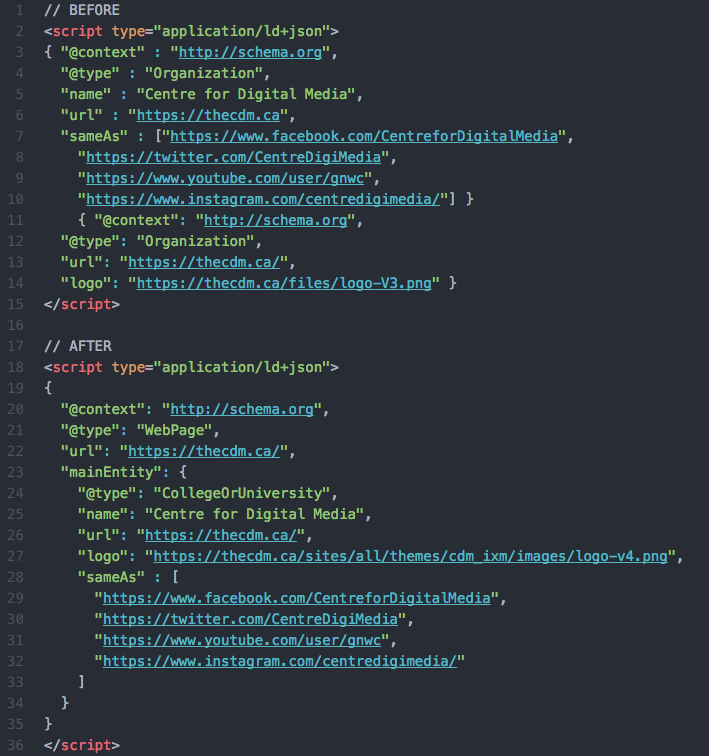 1 // BEFORE
2 <script type="application/ld+json">
3 { "@context" : "http://schema.org",
4 "@type" : "Organization",
5 "name" : "Centre for Digital Media",
6 "url" : "https://thecdm.ca",
7 "sameAs" : ["https://www.facebook.com/CentreforDigitalMedia",
8 "https://twitter.com/CentreDigiMedia",
9 "https://www.youtube.com/user/gnwc",
10 "https://www.instagram.com/centredigimedia/"] }
11 { "@context": "http://schema.org",
12 "@type": "Organization",
13 "url": "https://thecdm.ca/",
14 "logo": "https://thecdm.ca/files/logo-V3.png" }
15 </script>
16
17 // AFTER
18 <script type="application/ld+json">
19 {
20 "@context": "http://schema.org",
21 "@type": "WebPage",
22 "url": "https://thecdm.ca/",
23 "mainEntity": {
24 "@type": "CollegeOrUniversity",
25 "name": "Centre for Digital Media",
26 "url": "https://thecdm.ca/",
27 "logo": "https://thecdm.ca/sites/all/themes/cdm_ixm/images/logo-v4.png",
28 "sameAs" : [
29 "https://www.facebook.com/CentreforDigitalMedia",
30 "https://twitter.com/CentreDigiMedia",
31 "https://www.youtube.com/user/gnwc",
32 "https://www.instagram.com/centredigimedia/"
33 ]
34 }
35 }
36 </script>